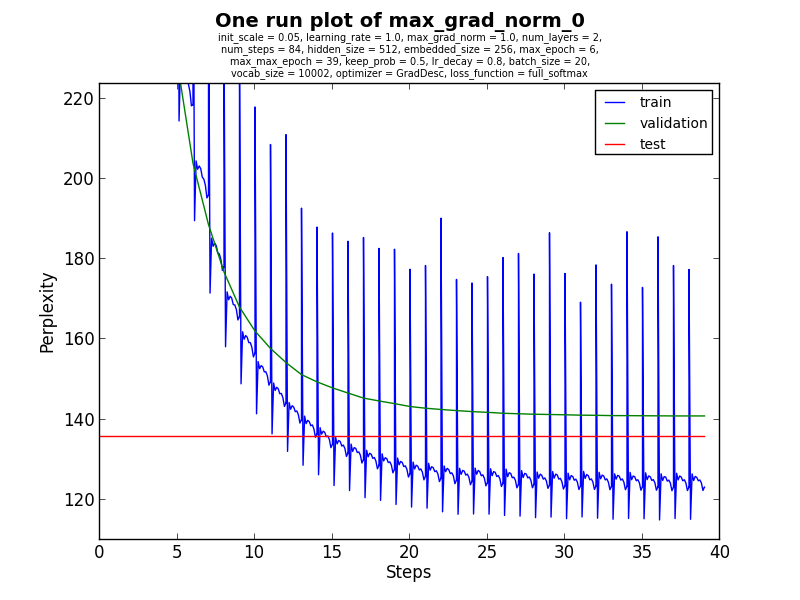 One run plot of max_grad_norm_0
init_scale = 0.05, learning_rate = 1.0, max_grad_norm = 1.0, num_layers = 2,
num_steps = 84, hidden_size = 512, embedded_size = 256, max_epoch = 6,
max_max_epoch = 39, keep_prob = 0.5, lr_decay = 0.8, batch_size = 20,
vocab_size = 10002, optimizer = GradDesc, loss_function = full_softmax
train
validation
test
220
200
180
160
140
120
Perplexity
0 5 10 15 20 25 30 35 40
Steps